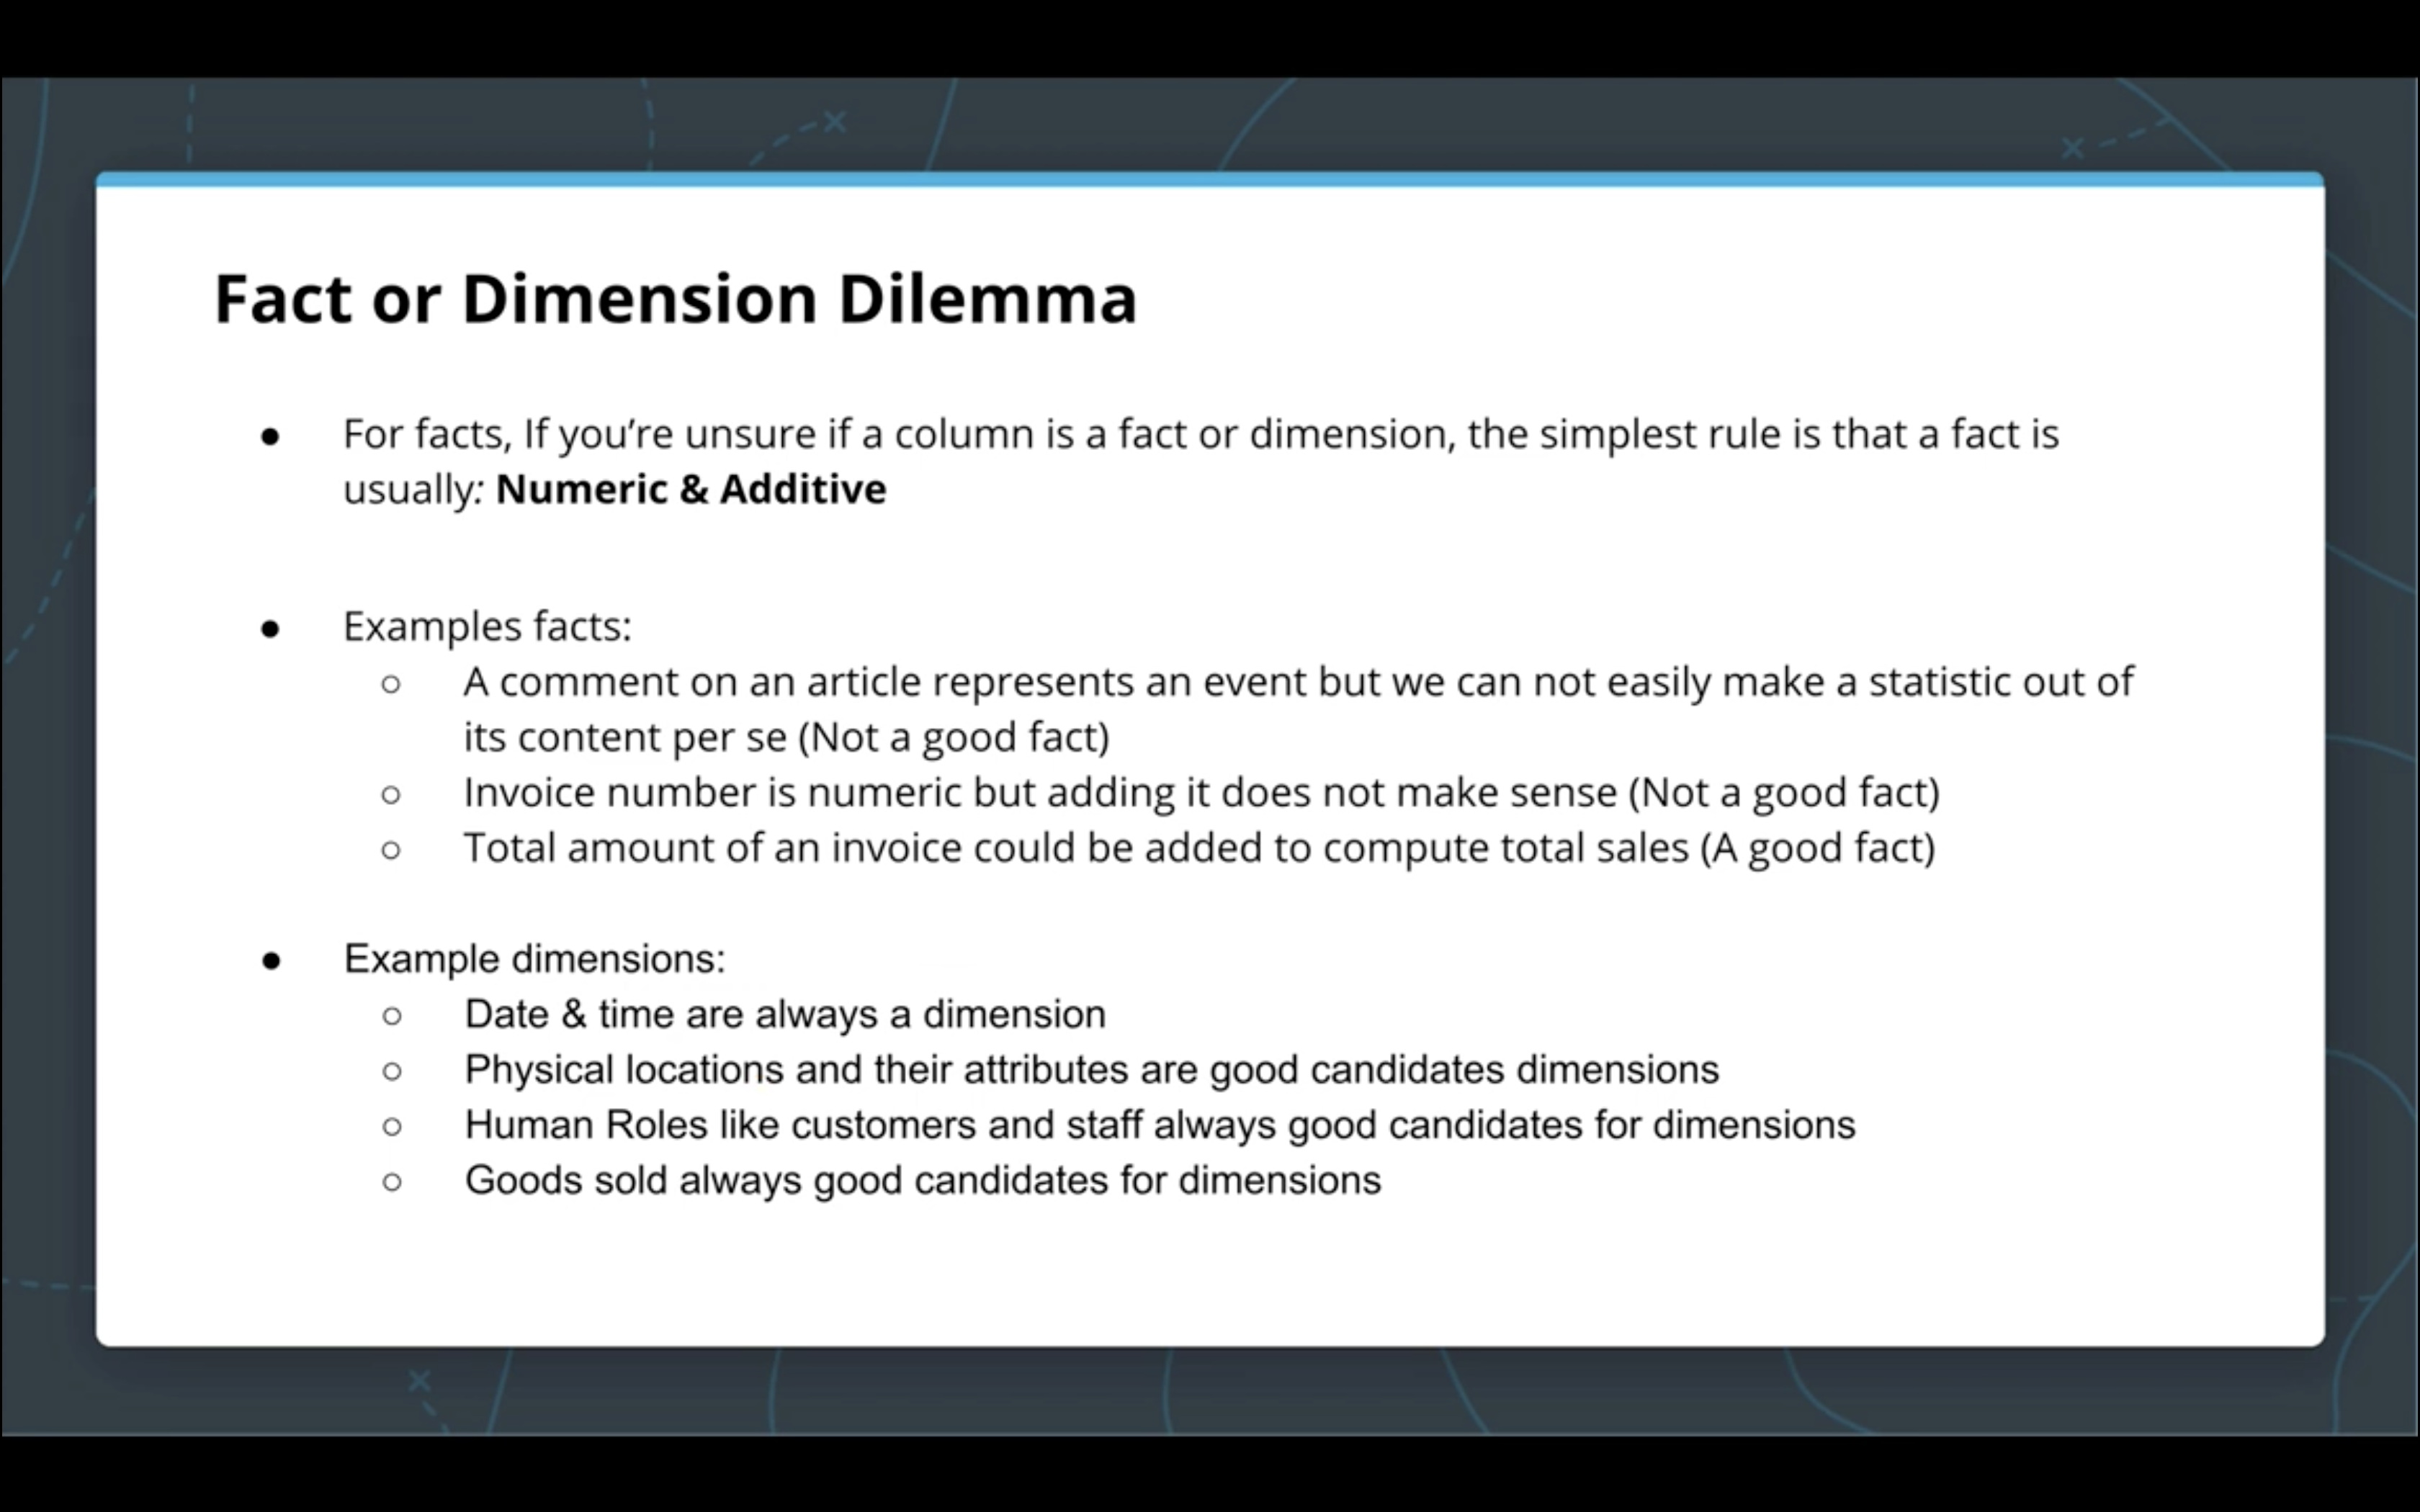 Fact or Dimension Dilemma
● For facts, If you’re unsure if a column is a fact or dimension, the simplest rule is that a fact is
usually: Numeric & Additive
● Examples facts:
○ A comment on an article represents an event but we can not easily make a statistic out of
its content per se (Not a good fact)
○ Invoice number is numeric but adding it does not make sense (Not a good fact)
○ Total amount of an invoice could be added to compute total sales (A good fact)
● Example dimensions:
○ Date & time are always a dimension
○ Physical locations and their attributes are good candidates dimensions
○ Human Roles like customers and staff always good candidates for dimensions
○ Goods sold always good candidates for dimensions